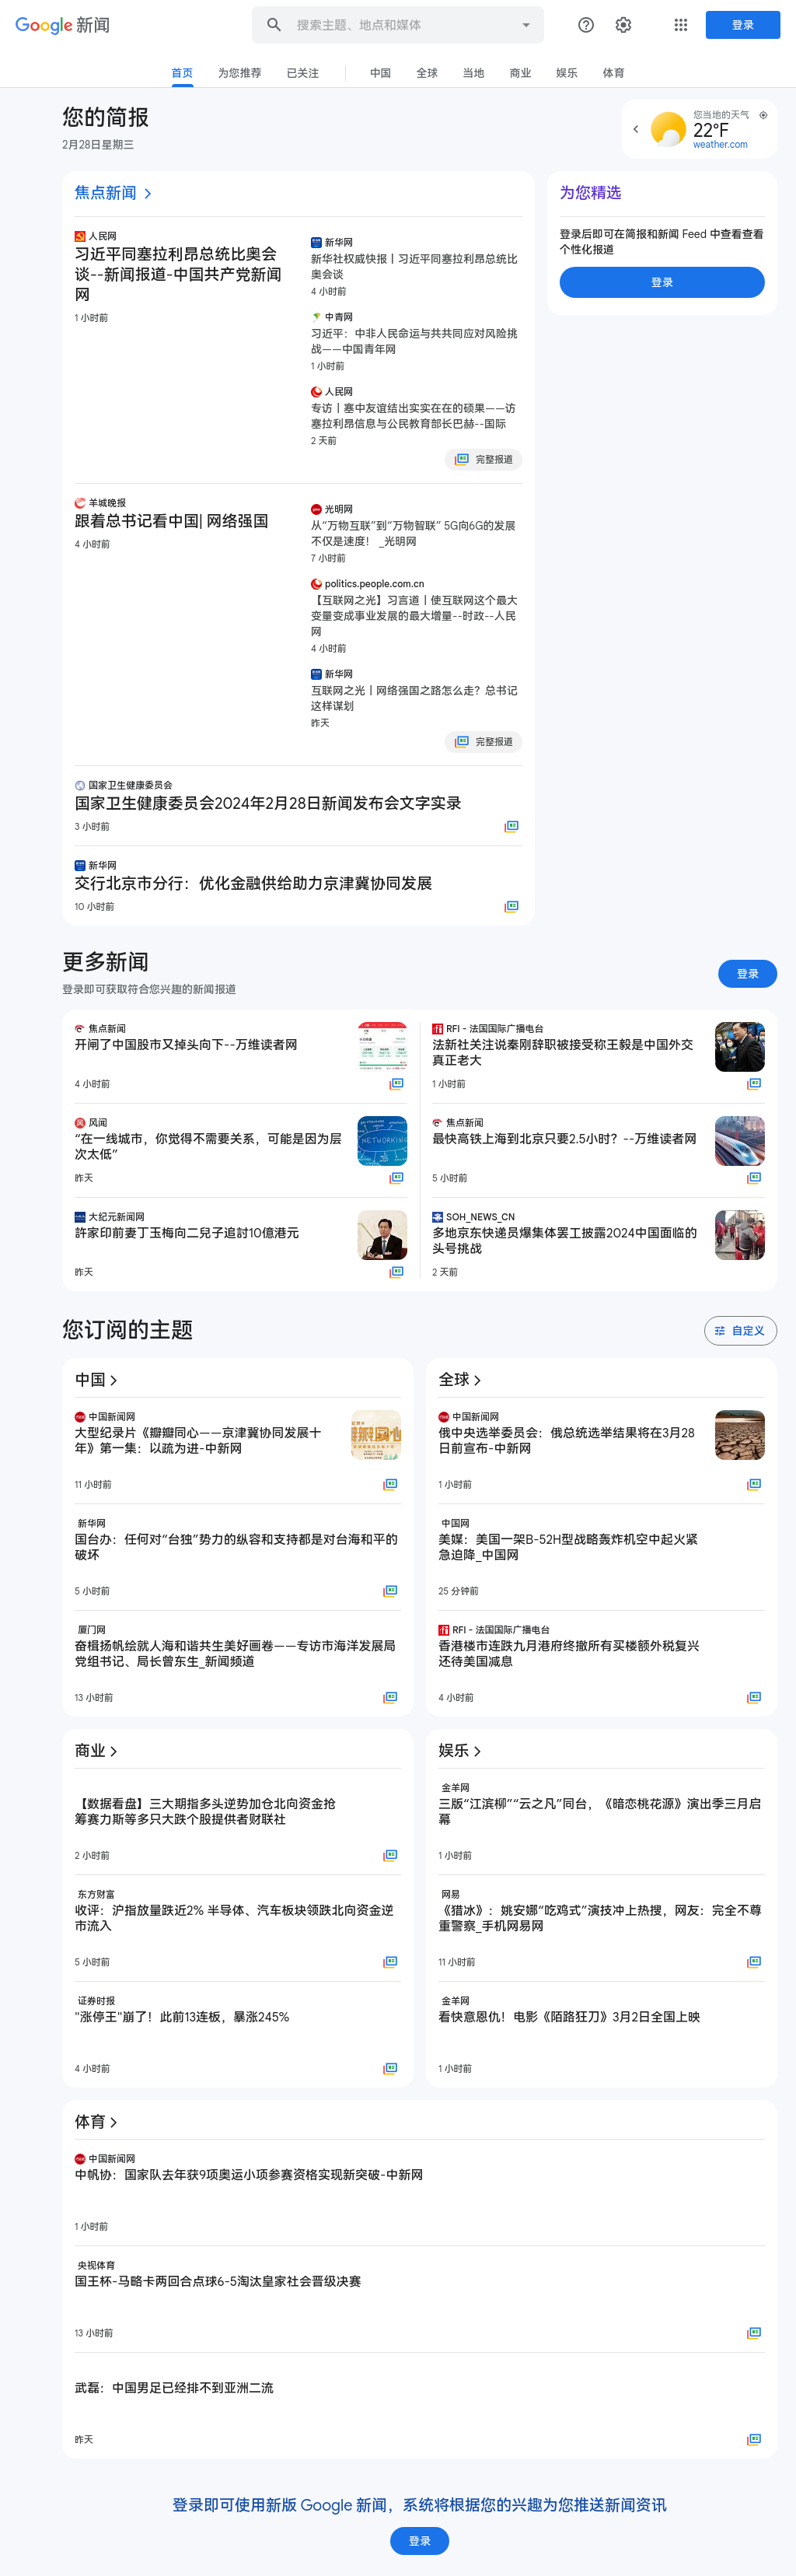 Google 新闻
搜索主题、地点和媒体
登录
首页
为您推荐
已关注
中国
全球
当地
商业
娱乐
体育
您的简报
2月28日星期三
您当地的天气
22°F
weather.com
焦点新闻
人民网
习近平同塞拉利昂总统比奥会
谈--新闻报道-中国共产党新闻
网
1 小时前
新华网
新华社权威快报丨习近平同塞拉利昂总统比
奥会谈
4 小时前
中青网
习近平：中非人民命运与共共同应对风险挑
战——中国青年网
1 小时前
人民网
专访丨塞中友谊结出实实在在的硕果——访
塞拉利昂信息与公民教育部长巴赫--国际
2 天前
完整报道
为您精选
登录后即可在简报和新闻 Feed 中查看查看
个性化报道
登录
羊城晚报
跟着总书记看中国| 网络强国
4 小时前
光明网
从“万物互联”到“万物智联” 5G向6G的发展
不仅是速度！ _光明网
7 小时前
politics.people.com.cn
【互联网之光】习言道丨使互联网这个最大
变量变成事业发展的最大增量--时政--人民
网
4 小时前
新华网
互联网之光丨网络强国之路怎么走？总书记
这样谋划
昨天
完整报道
国家卫生健康委员会
国家卫生健康委员会2024年2月28日新闻发布会文字实录
3 小时前
新华网
交行北京市分行：优化金融供给助力京津冀协同发展
10 小时前
更多新闻
登录即可获取符合您兴趣的新闻报道
登录
焦点新闻
开闸了中国股市又掉头向下--万维读者网
4 小时前
RFI - 法国国际广播电台
法新社关注说秦刚辞职被接受称王毅是中国外交
真正老大
1 小时前
风闻
“在一线城市，你觉得不需要关系，可能是因为层
次太低”
昨天
NETWORKING
焦点新闻
最快高铁上海到北京只要2.5小时？--万维读者网
5 小时前
大纪元新闻网
許家印前妻丁玉梅向二兒子追討10億港元
昨天
SOH_NEWS_CN
多地京东快递员爆集体罢工披露2024中国面临的
头号挑战
2 天前
您订阅的主题
自定义
中国
中国新闻网
大型纪录片《瓣瓣同心——京津冀协同发展十
年》第一集：以疏为进-中新网
11 小时前
新华网
国台办：任何对“台独”势力的纵容和支持都是对台海和平的
破坏
5 小时前
厦门网
奋楫扬帆绘就人海和谐共生美好画卷——专访市海洋发展局
党组书记、局长曾东生_新闻频道
13 小时前
全球
中国新闻网
俄中央选举委员会：俄总统选举结果将在3月28
日前宣布-中新网
1 小时前
中国网
美媒：美国一架B-52H型战略轰炸机空中起火紧
急迫降_中国网
25 分钟前
RFI - 法国国际广播电台
香港楼市连跌九月港府终撤所有买楼额外税复兴
还待美国减息
4 小时前
商业
【数据看盘】三大期指多头逆势加仓北向资金抢
筹赛力斯等多只大跌个股提供者财联社
2 小时前
东方财富
收评：沪指放量跌近2% 半导体、汽车板块领跌北向资金逆
市流入
5 小时前
证券时报
"涨停王"崩了！此前13连板，暴涨245%
4 小时前
娱乐
金羊网
三版“江滨柳”“云之凡”同台，《暗恋桃花源》演出季三月启
幕
1 小时前
网易
《猎冰》：姚安娜“吃鸡式”演技冲上热搜，网友：完全不尊
重警察_手机网易网
11 小时前
金羊网
看快意恩仇！电影《陌路狂刀》3月2日全国上映
1 小时前
体育
中国新闻网
中帆协：国家队去年获9项奥运小项参赛资格实现新突破-中新网
1 小时前
央视体育
国王杯-马略卡两回合点球6-5淘汰皇家社会晋级决赛
13 小时前
武磊：中国男足已经排不到亚洲二流
昨天
登录即可使用新版 Google 新闻，系统将根据您的兴趣为您推送新闻资讯
登录